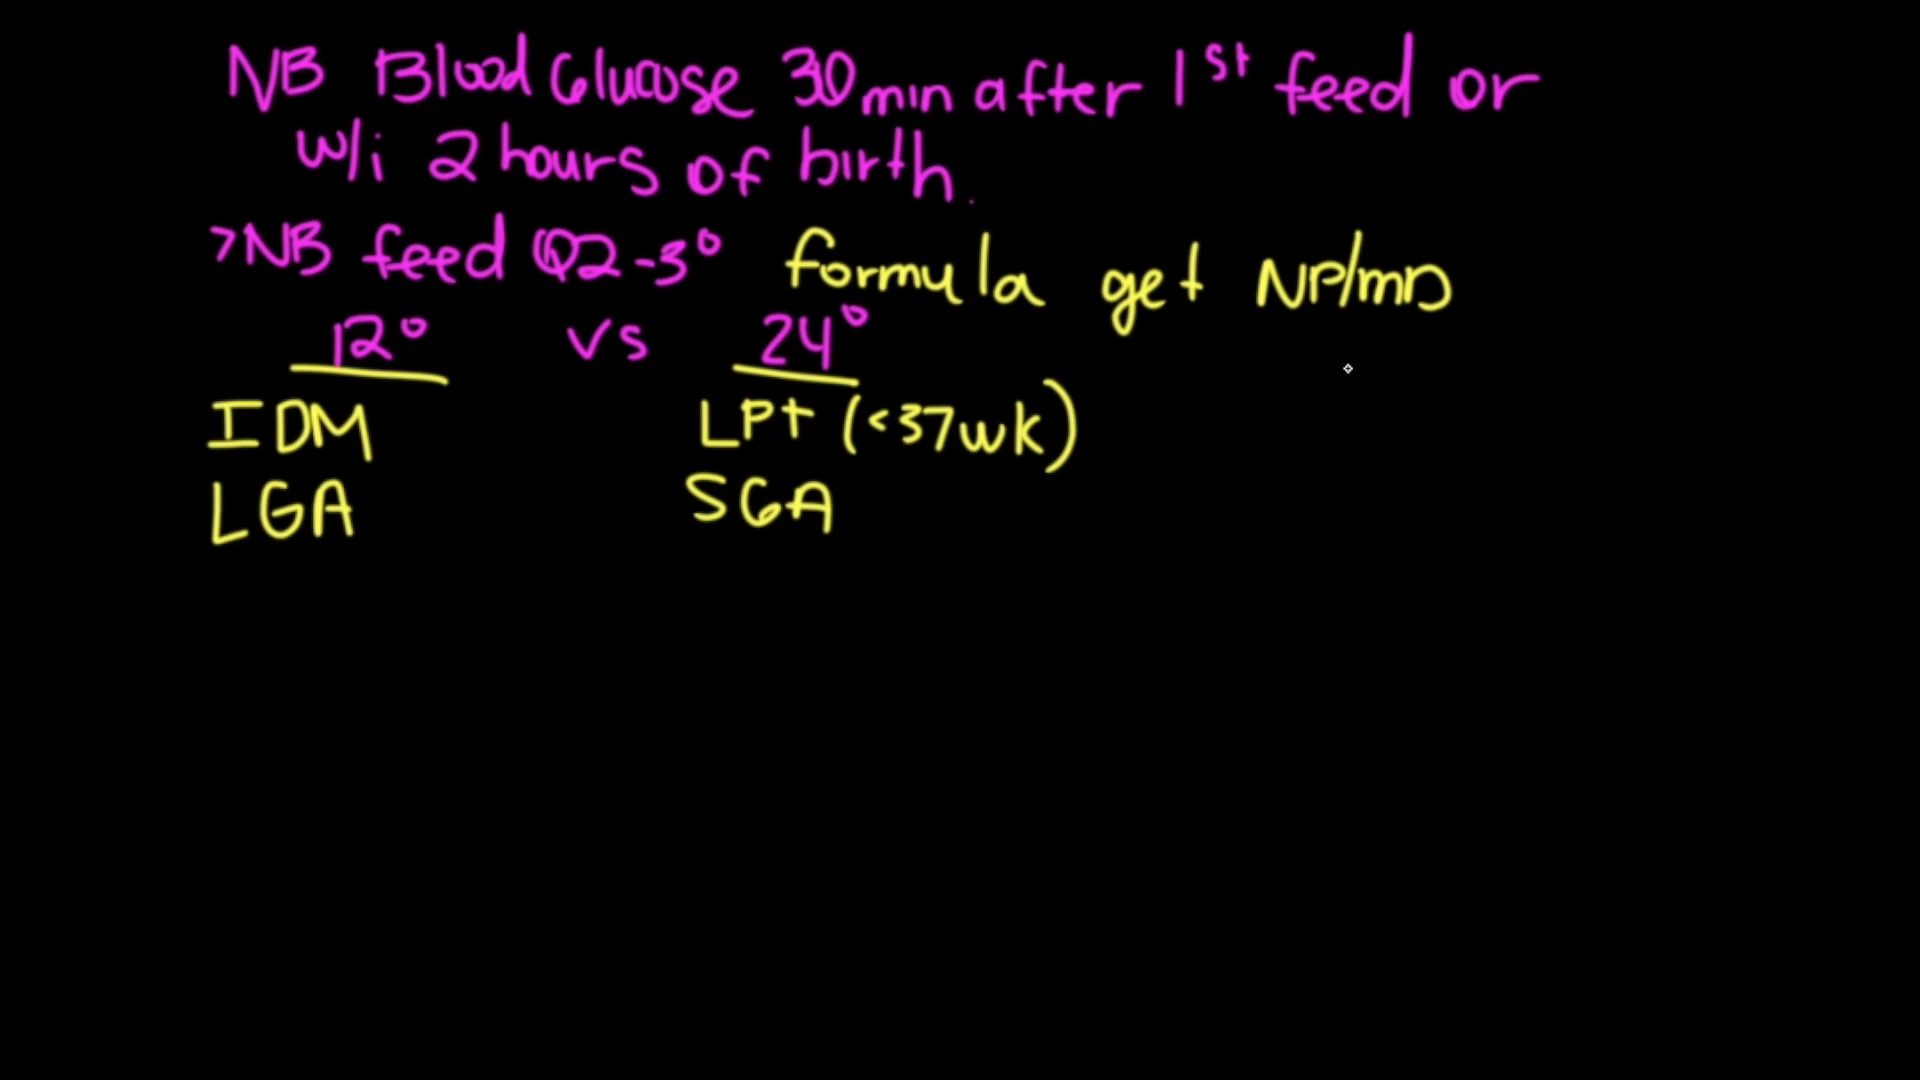 NB Blood Glucose 30min after 1st feed or
w/i 2 hours of birth.
>NB feed Q2-3° formula get NP/MD
12° vs 24°
IDM LPT (<37wk)
LGA SGA